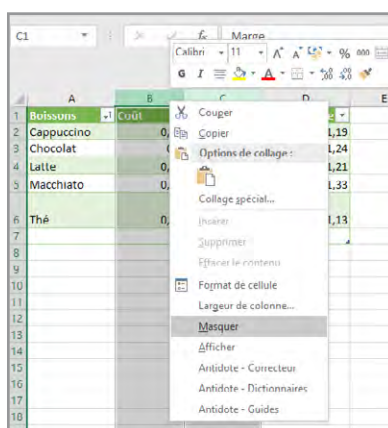 C1 fx Marge
Calibri 11 A A % 000
G I A
A B C D E
1 Boissons Coût
2 Cappuccino 0, 1,19
3 Chocolat 1,24
4 Latte 0, 1,21
5 Macchiato 0, 1,33
6 Thé 0, 1,13
7
8
9
10
11
12
13
14
15
16
17
18
Couper
Copier
Options de collage :
Collage spécial...
Insérer
Supprimer
Effacer le contenu
Format de cellule
Largeur de colonne...
Masquer
Afficher
Antidote - Correcteur
Antidote - Dictionnaires
Antidote - Guides